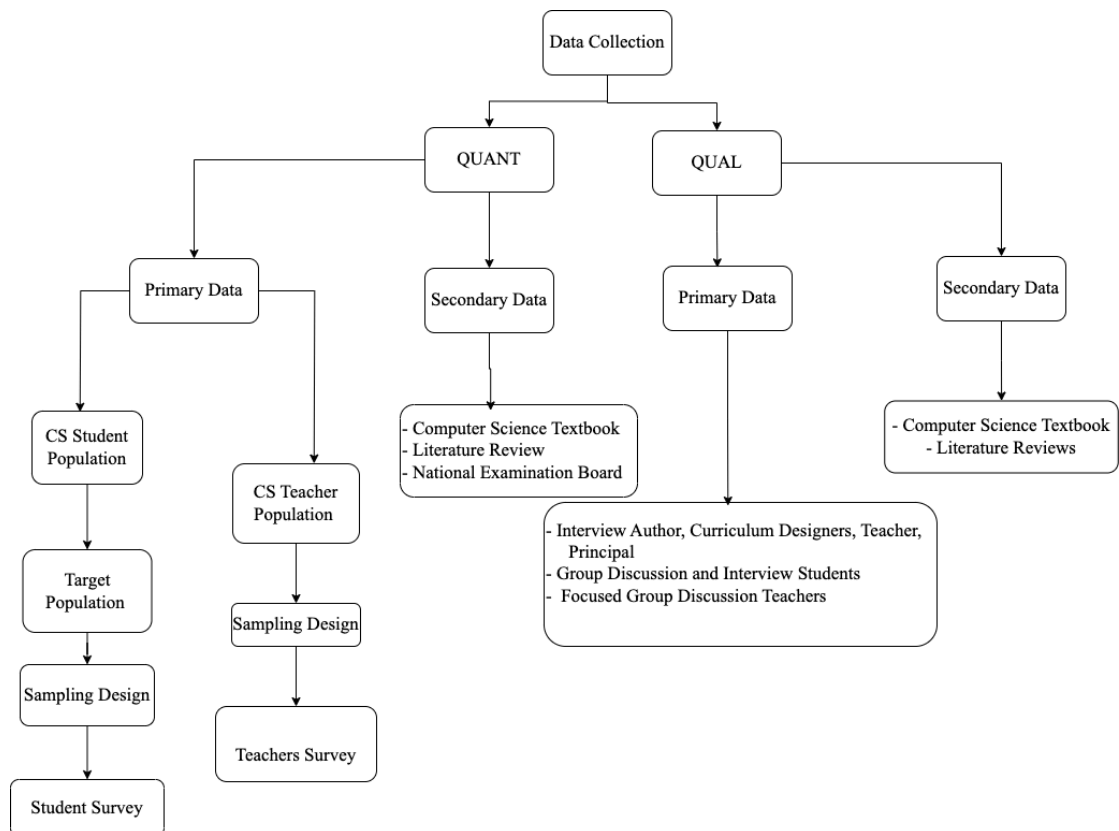 Data Collection
QUANT
QUAL
Primary Data
Secondary Data
Primary Data
Secondary Data
CS Student
Population
CS Teacher
Population
- Computer Science Textbook
- Literature Review
- National Examination Board
- Computer Science Textbook
- Literature Reviews
- Interview Author, Curriculum Designers, Teacher,
Principal
- Group Discussion and Interview Students
- Focused Group Discussion Teachers
Target
Population
Sampling Design
Sampling Design
Teachers Survey
Student Survey